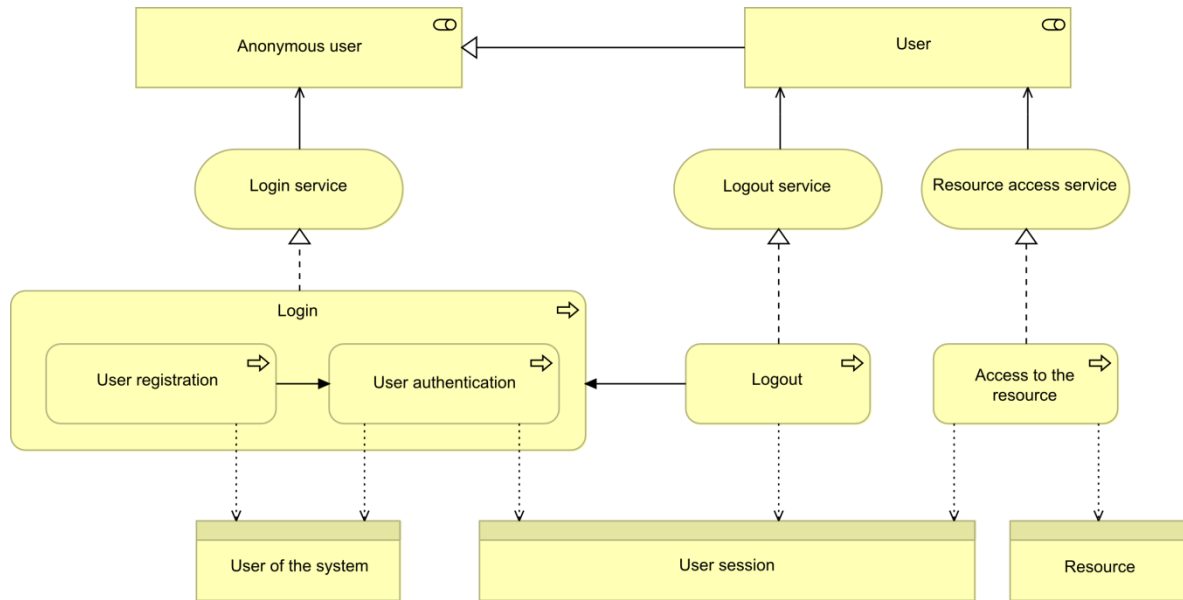 Anonymous user
User
Login service
Logout service
Resource access service
Login
User registration
User authentication
Logout
Access to the
resource
User of the system
User session
Resource